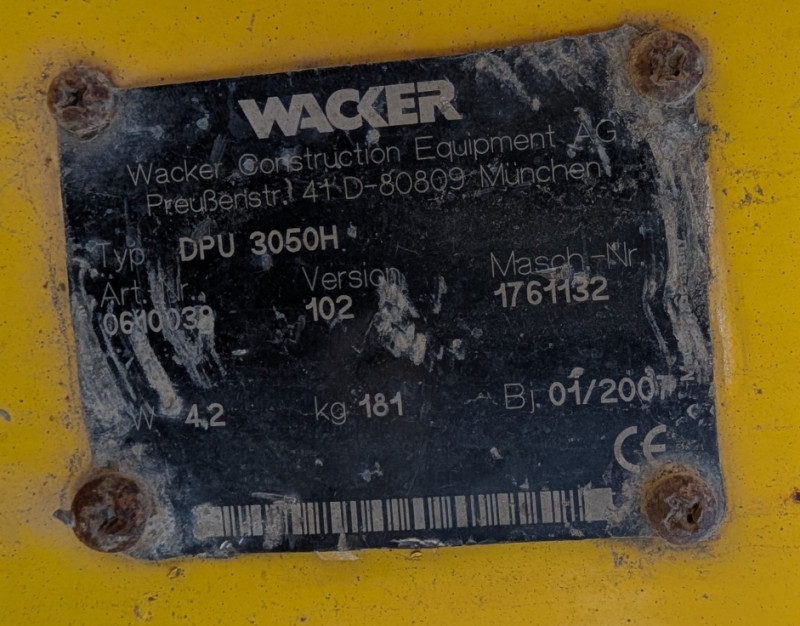 WACKER
Wacker Construction Equipment AG
Preußenstr. 41 D-80809 München
Typ DPU 3050H
Art. Nr. Version Masch.-Nr.
102 1761132
4,2 kg 181 Bj. 01/2007
CE